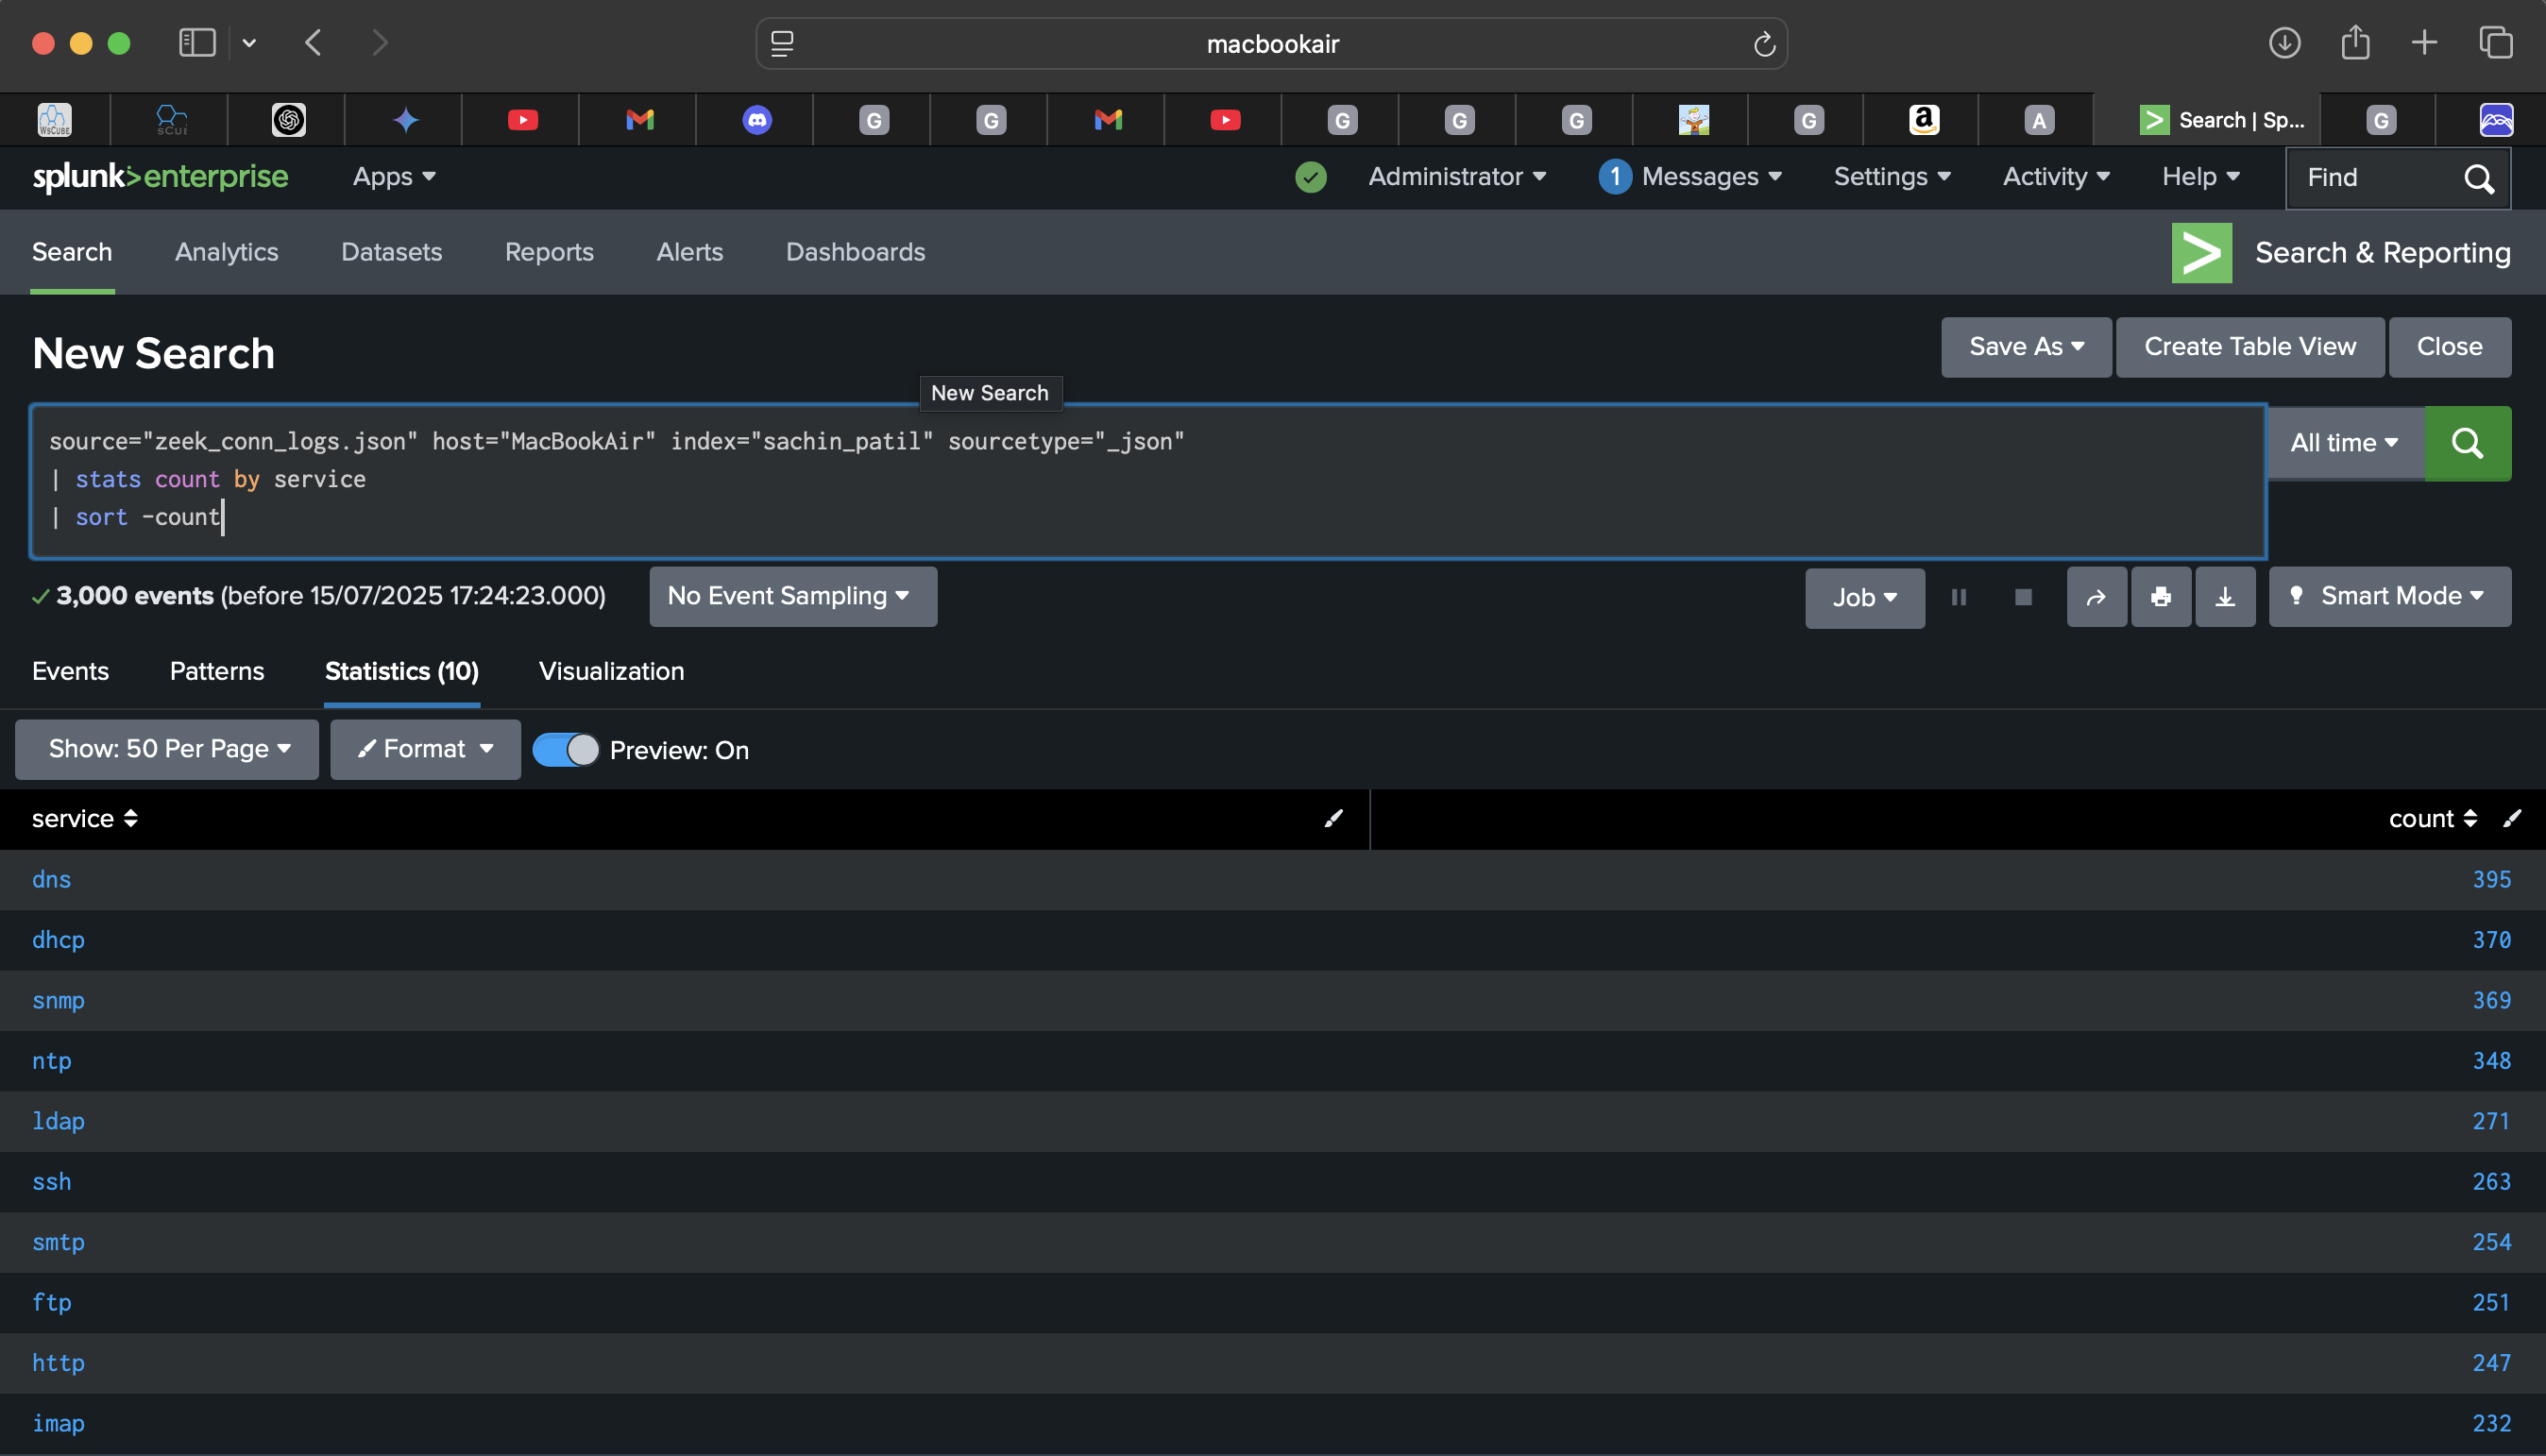 macbookair
WsCUBE
G
G
G
G
G
G
a
A
Search | Sp...
G
splunk>enterprise
Apps
Administrator
1 Messages
Settings
Activity
Help
Find
Search
Analytics
Datasets
Reports
Alerts
Dashboards
Search & Reporting
New Search
Save As
Create Table View
Close
New Search
source="zeek_conn_logs.json" host="MacBookAir" index="sachin_patil" sourcetype="_json"
| stats count by service
| sort -count
All time
3,000 events (before 15/07/2025 17:24:23.000)
No Event Sampling
Job
Smart Mode
Events
Patterns
Statistics (10)
Visualization
Show: 50 Per Page
Format
Preview: On
service
count
dns
395
dhcp
370
snmp
369
ntp
348
ldap
271
ssh
263
smtp
254
ftp
251
http
247
imap
232